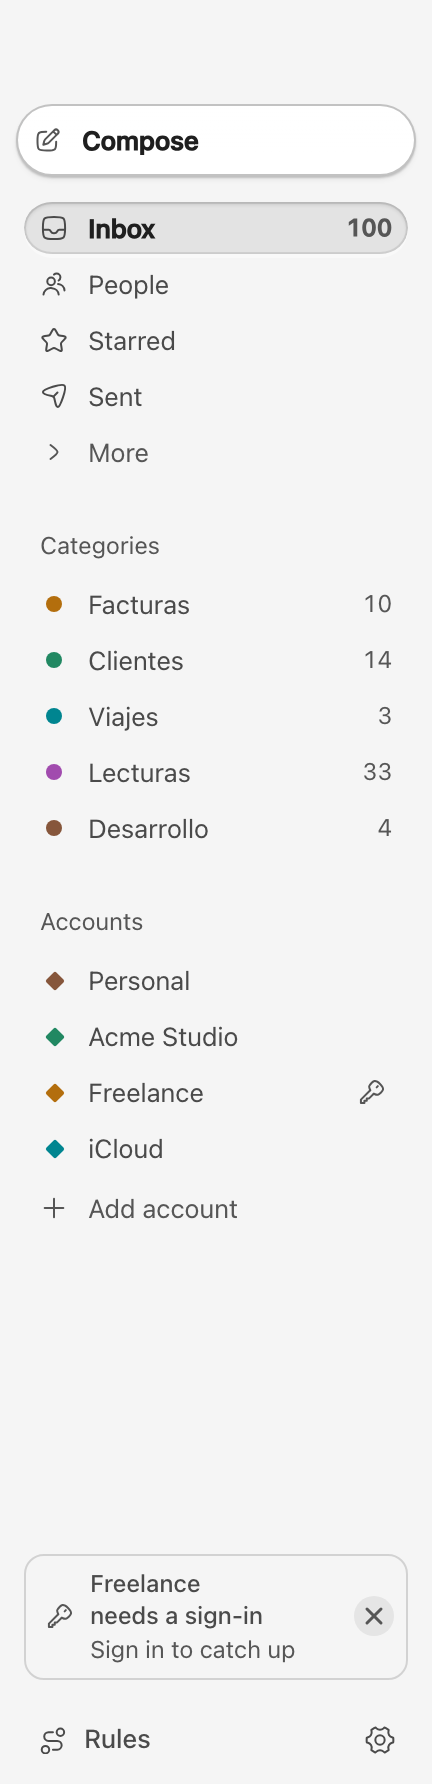 Compose
Inbox 100
People
Starred
Sent
More
Categories
Facturas 10
Clientes 14
Viajes 3
Lecturas 33
Desarrollo 4
Accounts
Personal
Acme Studio
Freelance
iCloud
Add account
Freelance
needs a sign-in
Sign in to catch up
Rules